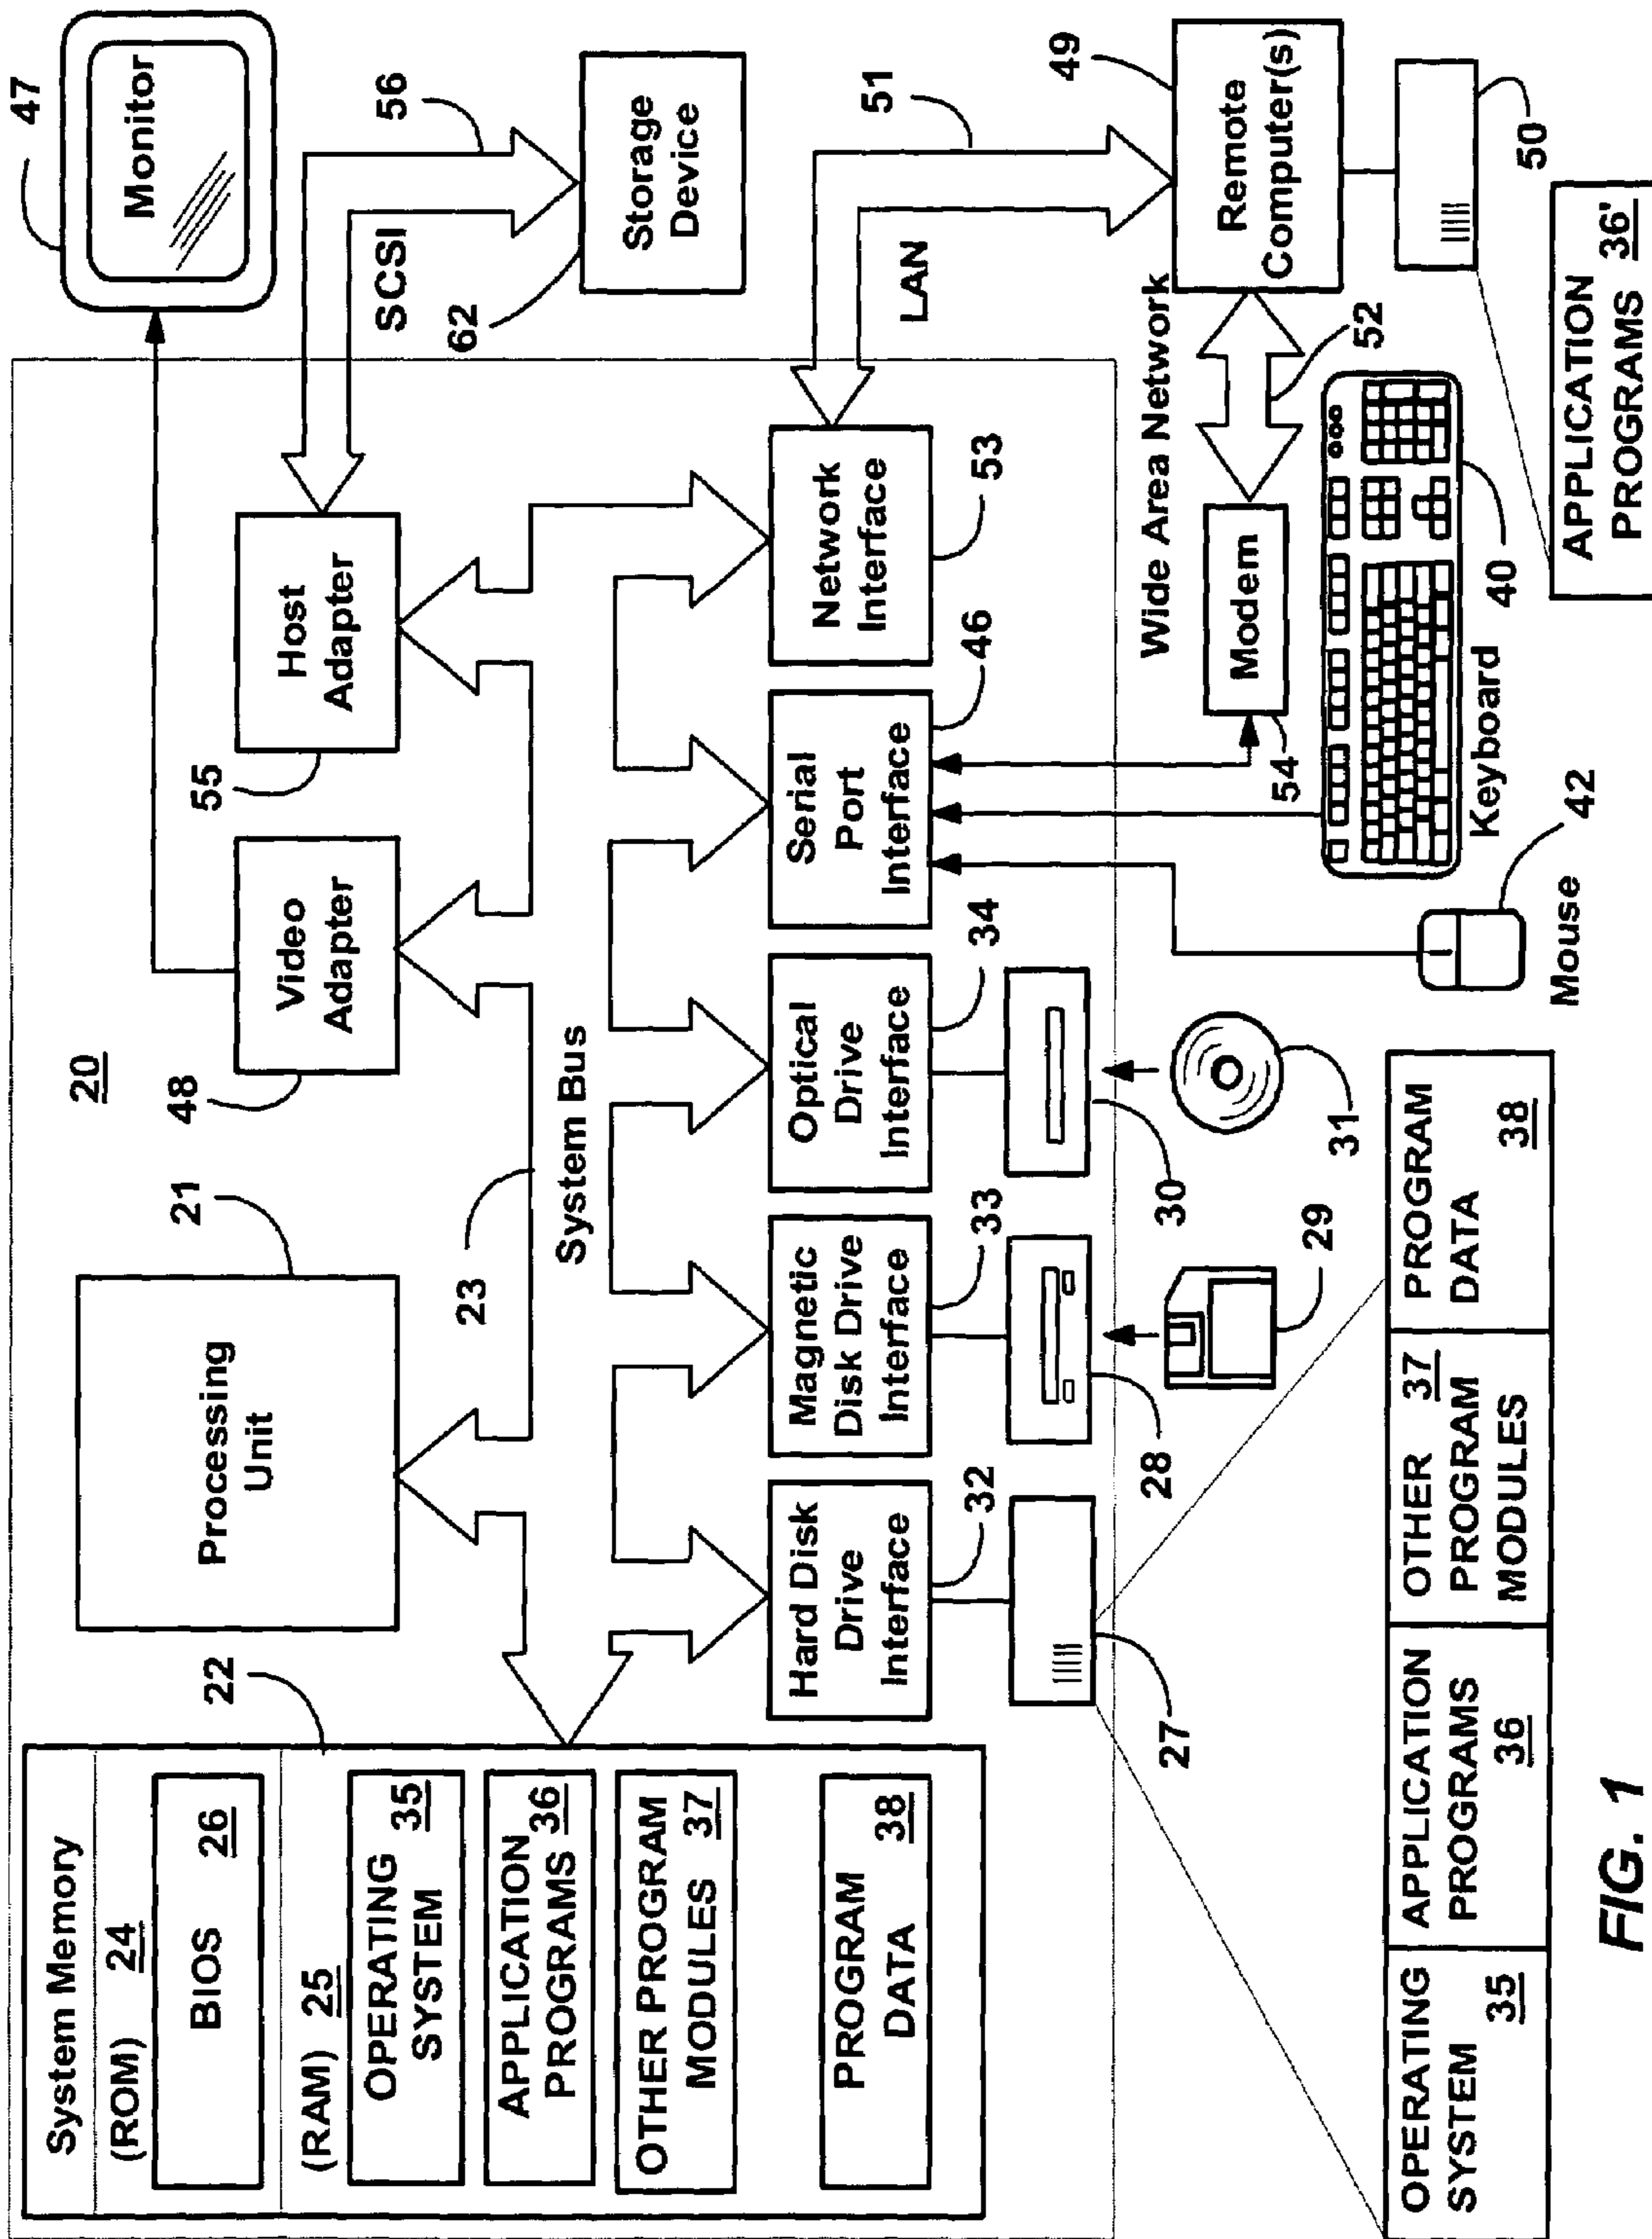 System Memory
(ROM) 24
BIOS 26
22
(RAM) 25
OPERATING 35
SYSTEM
APPLICATION
PROGRAMS 36
OTHER PROGRAM
MODULES 37
PROGRAM 38
DATA
Processing
Unit
21
20
48
Video
Adapter
55
Host
Adapter
47
Monitor
SCSI
56
23
System Bus
62
Storage
Device
Hard Disk
Drive
Interface
32
Magnetic
Disk Drive
Interface
33
Optical
Drive
Interface
34
Serial
Port
Interface
46
Network
Interface
53
LAN
51
27
28
30
29
31
Wide Area Network
54
Modem
52
49
Remote
Computer(s)
50
40
Keyboard
42
Mouse
OPERATING
SYSTEM
35
APPLICATION
PROGRAMS
36
OTHER 37
PROGRAM
MODULES
PROGRAM
DATA
38
APPLICATION
PROGRAMS 36'
FIG. 1